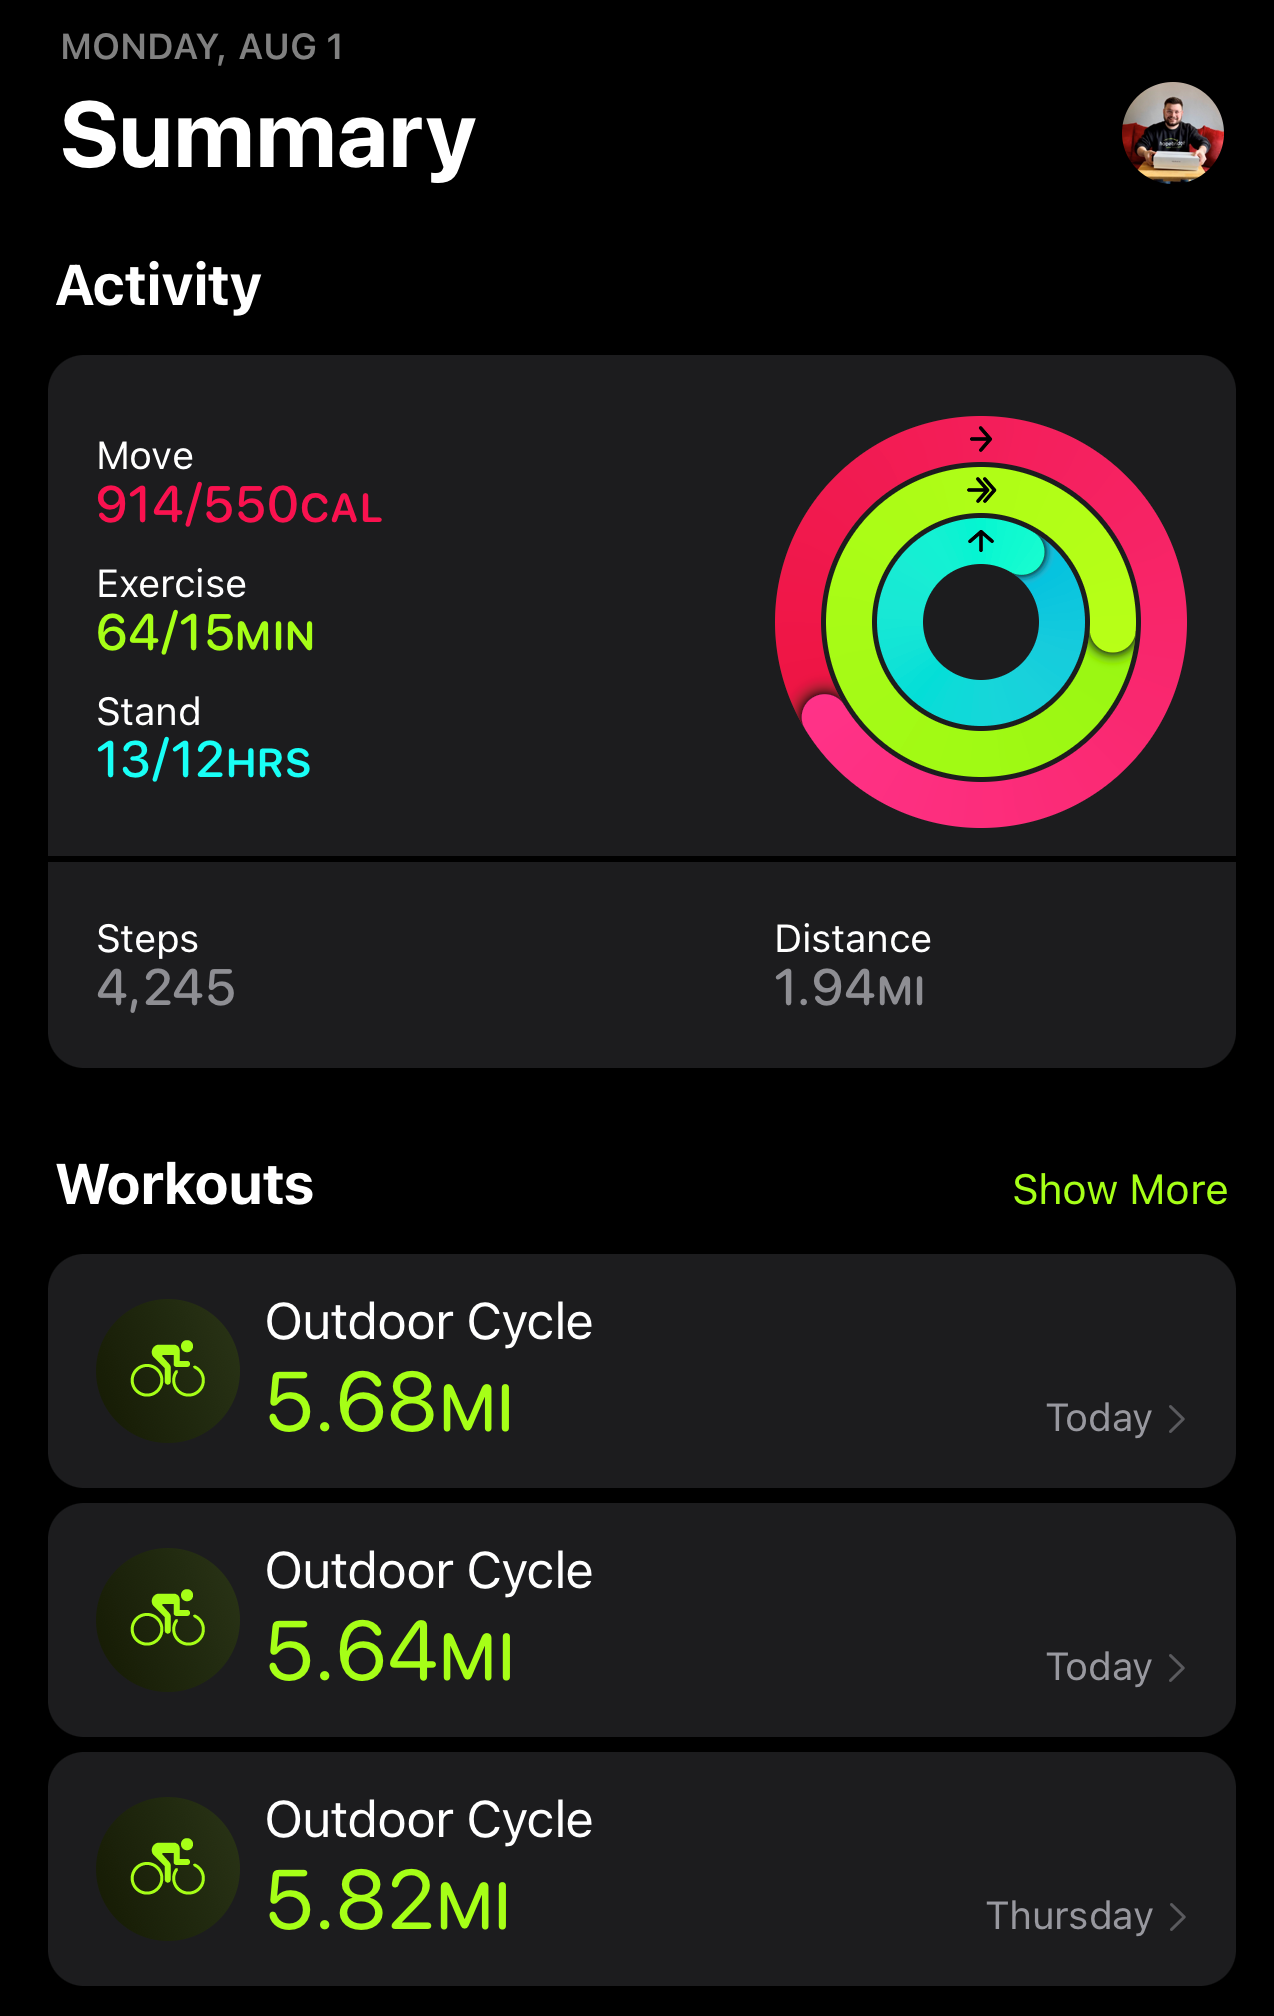 MONDAY, AUG 1
Summary
Activity
Move
914/550CAL
Exercise
64/15MIN
Stand
13/12HRS
Steps
4,245
Distance
1.94MI
Workouts
Show More
Outdoor Cycle
5.68MI
Today
Outdoor Cycle
5.64MI
Today
Outdoor Cycle
5.82MI
Thursday